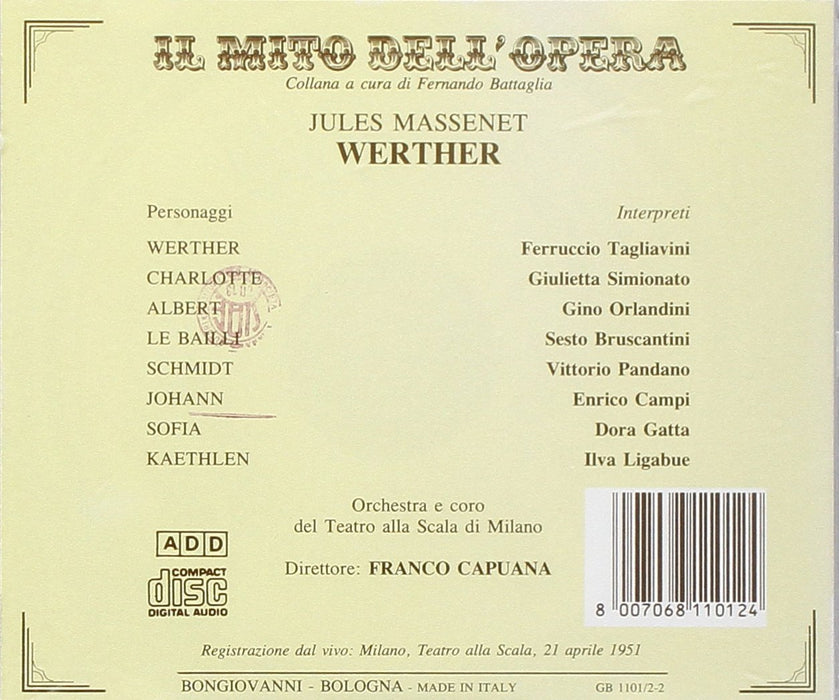 IL MITO DELL'OPERA
Collana a cura di Fernando Battaglia
JULES MASSENET
WERTHER
Personaggi Interpreti
WERTHER Ferruccio Tagliavini
CHARLOTTE Giulietta Simionato
ALBERT Gino Orlandini
LE BAILLI Sesto Bruscantini
SCHMIDT Vittorio Pandano
JOHANN Enrico Campi
SOFIA Dora Gatta
KAETHLEN Ilva Ligabue
Orchestra e coro
del Teatro alla Scala di Milano
Direttore: FRANCO CAPUANA
ADD
COMPACT
disc
DIGITAL AUDIO
8 007068 110124
Registrazione dal vivo: Milano, Teatro alla Scala, 21 aprile 1951
BONGIOVANNI - BOLOGNA - MADE IN ITALY GB 1101/2-2